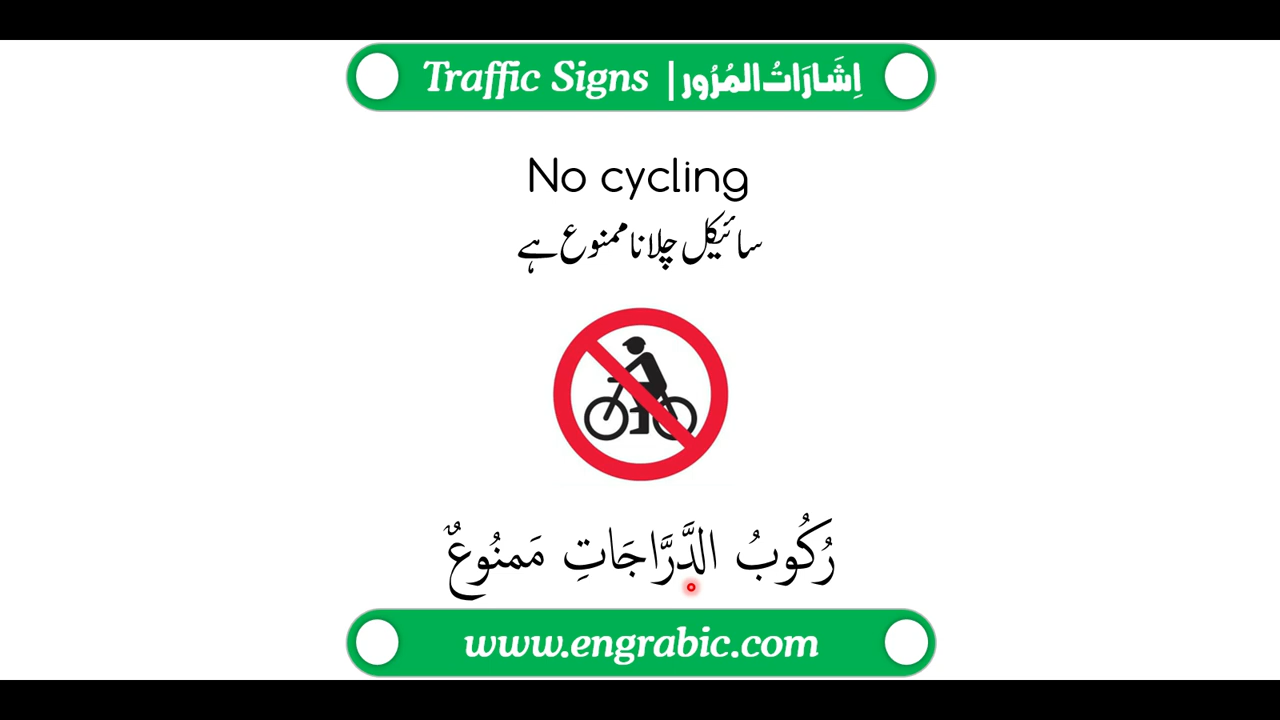 Traffic Signs | اِشَارَاتُ المُرُور
No cycling
سائیکل چلانا ممنوع ہے
رُكُوبُ الدَّرَّاجَاتِ مَمنُوعٌ
www.engrabic.com